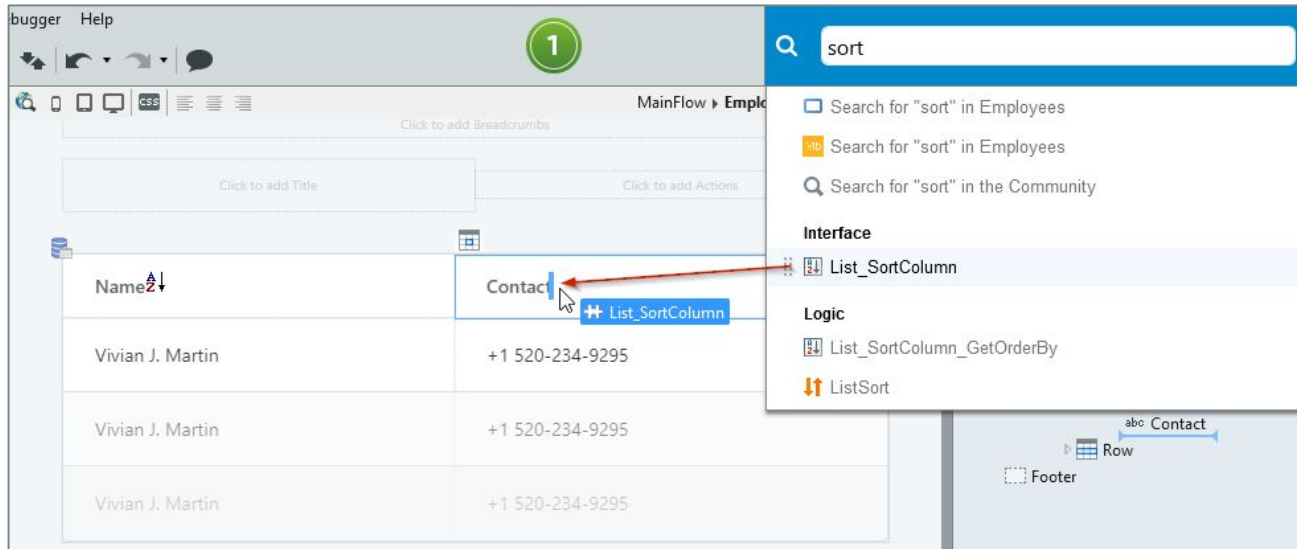 bugger Help
1
sort
css
MainFlow Emplo
Click to add Breadcrumbs
Click to add Title
Click to add Actions
Search for "sort" in Employees
Search for "sort" in Employees
Search for "sort" in the Community
Interface
List_SortColumn
Logic
List_SortColumn_GetOrderBy
ListSort
Name AZ
Contact
List_SortColumn
Vivian J. Martin +1 520-234-9295
Vivian J. Martin +1 520-234-9295
Vivian J. Martin +1 520-234-9295
abc Contact
Row
Footer